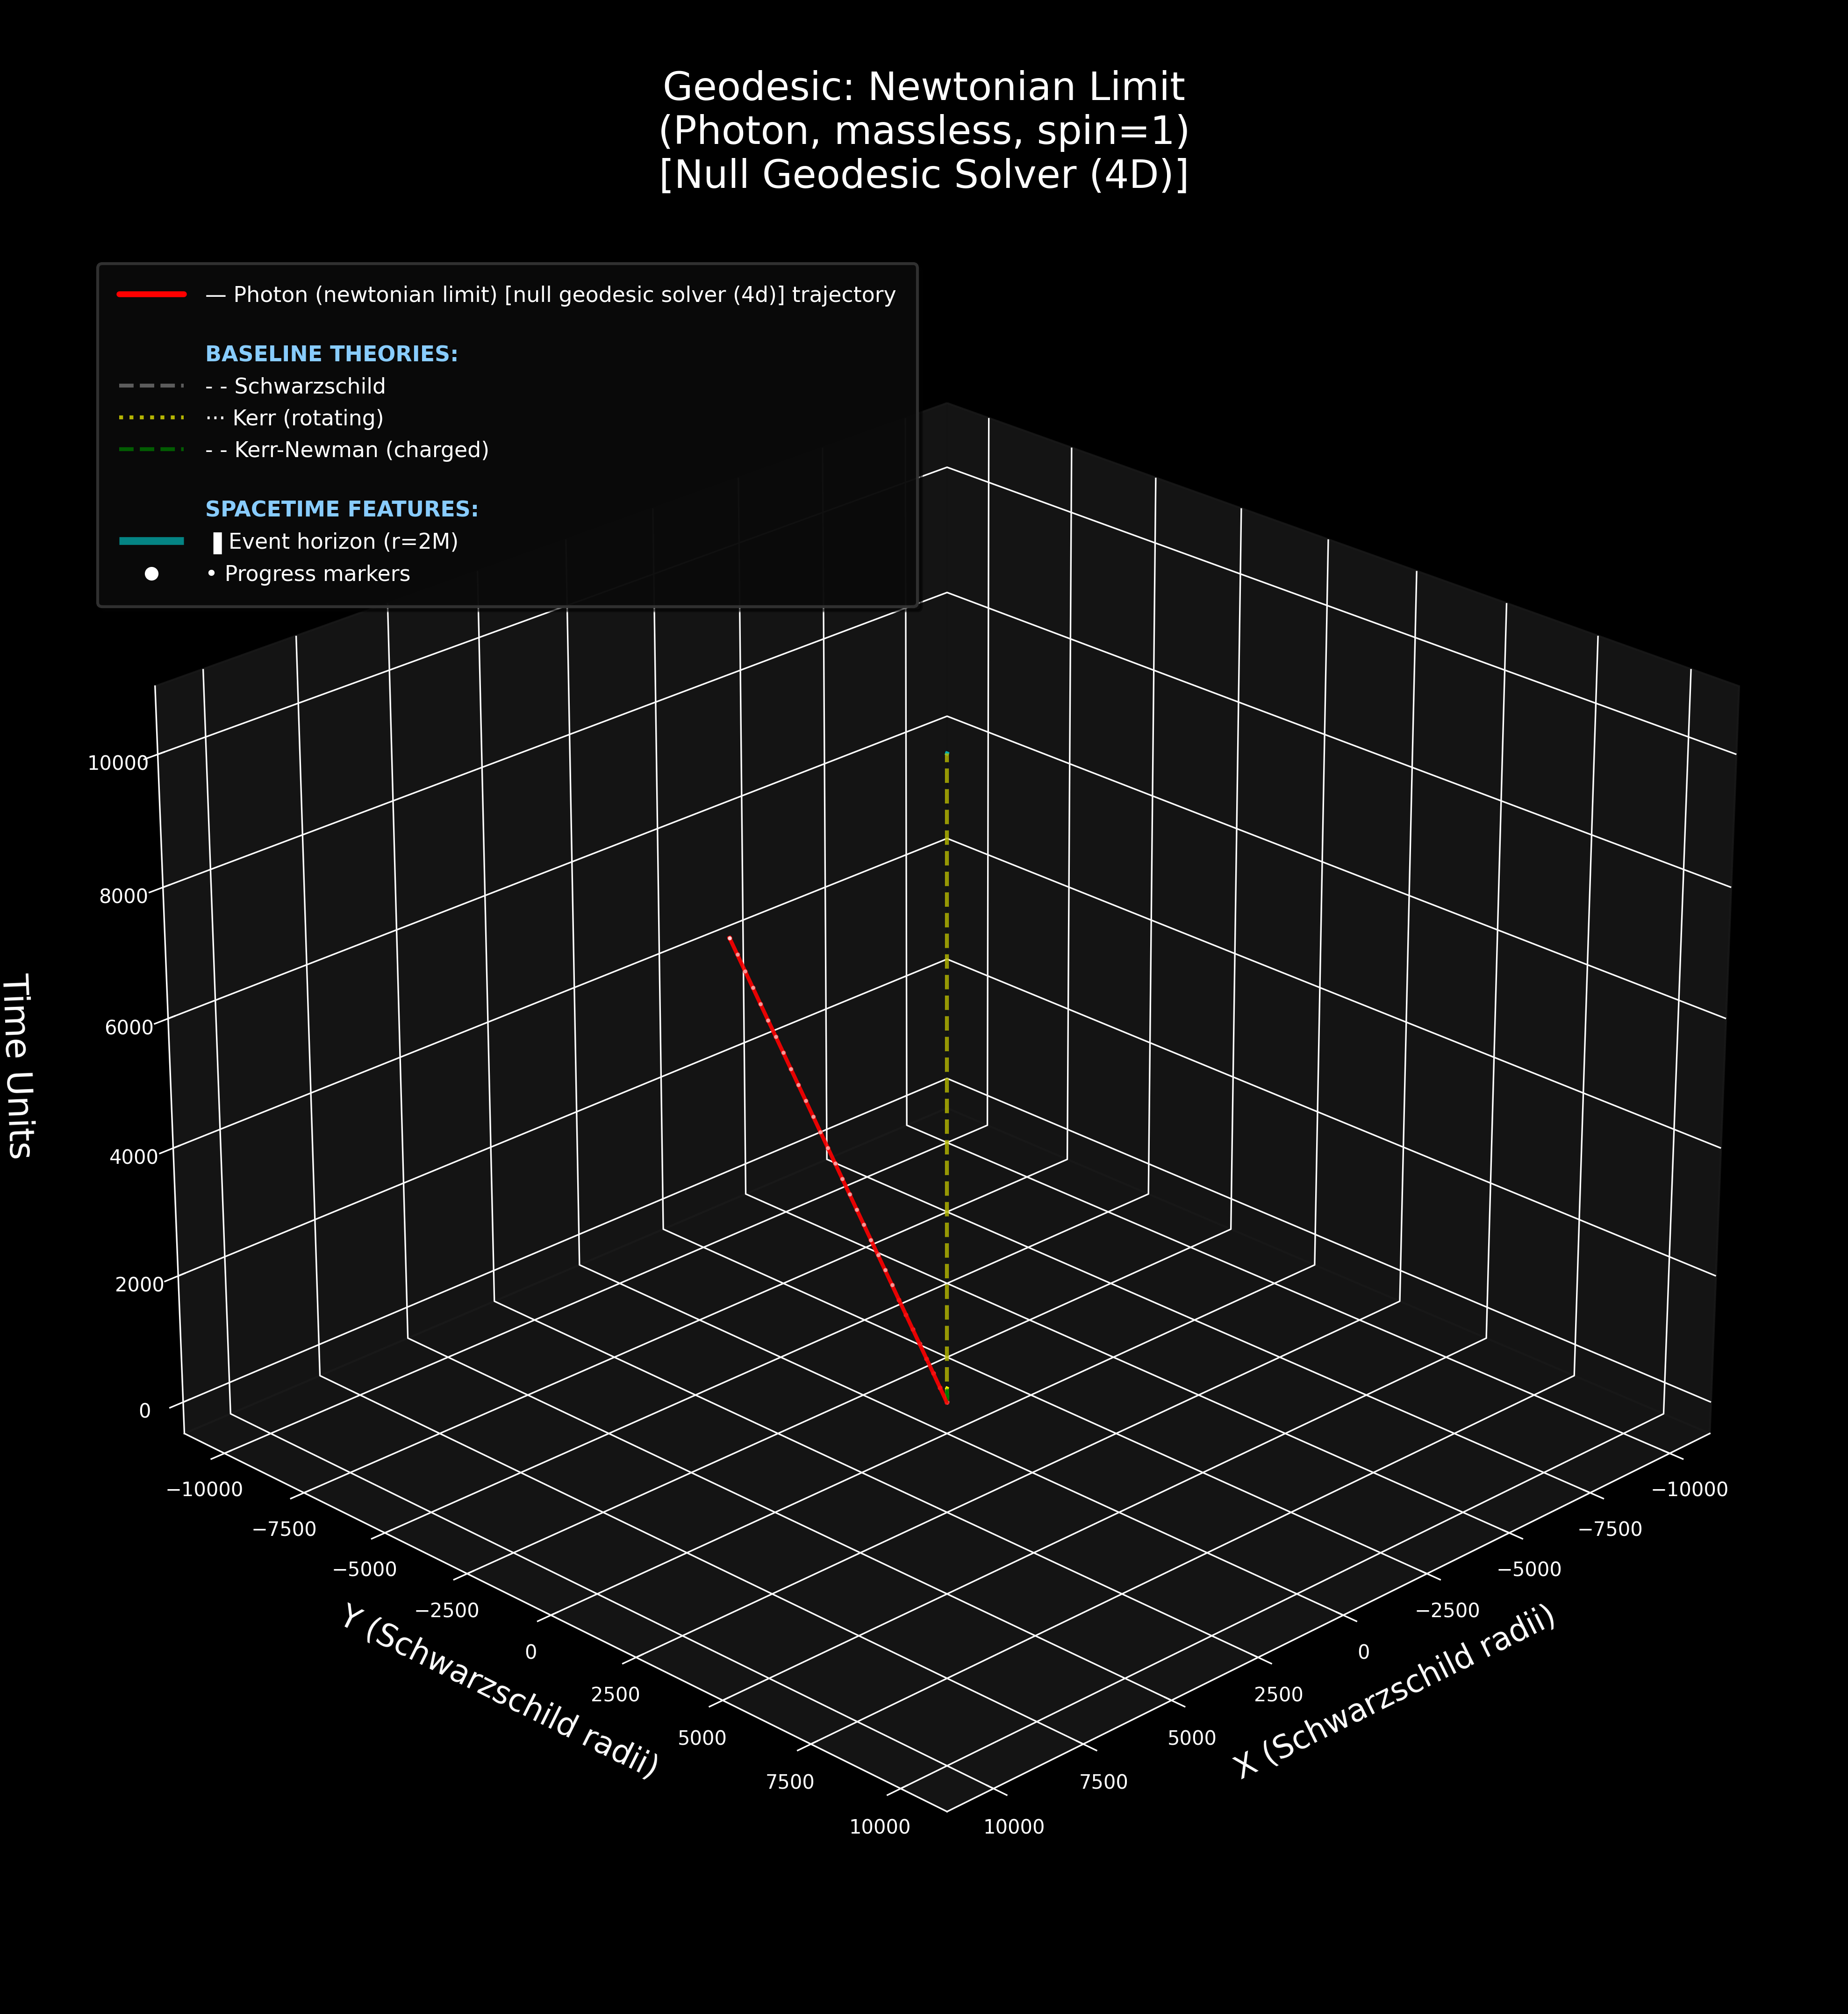 Geodesic: Newtonian Limit
(Photon, massless, spin=1)
[Null Geodesic Solver (4D)]
— Photon (newtonian limit) [null geodesic solver (4d)] trajectory
BASELINE THEORIES:
- - Schwarzschild
··· Kerr (rotating)
- - Kerr-Newman (charged)
SPACETIME FEATURES:
▌Event horizon (r=2M)
• Progress markers
10000
8000
6000
4000
2000
0
Time Units
−10000
−7500
−5000
−2500
0
2500
5000
7500
10000
Y (Schwarzschild radii)
−10000
−7500
−5000
−2500
0
2500
5000
7500
10000
X (Schwarzschild radii)